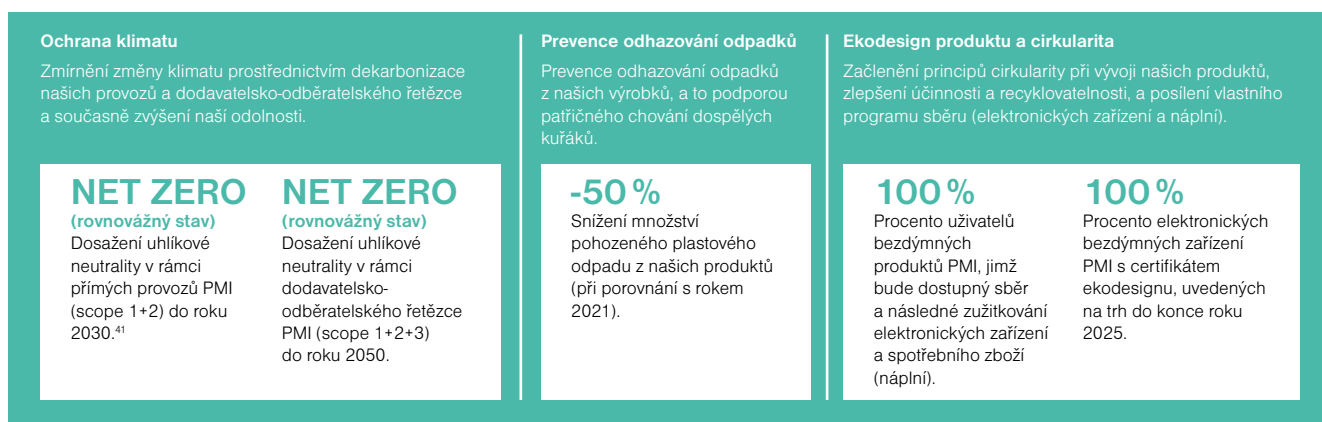 Ochrana klimatu
Zmírnění změny klimatu prostřednictvím dekarbonizace
našich provozů a dodavatelsko-odběratelského řetězce
a současně zvýšení naší odolnosti.
NET ZERO
(rovnovážný stav)
Dosažení uhlíkové
neutrality v rámci
přímých provozů PMI
(scope 1+2) do roku
2030.⁴¹
NET ZERO
(rovnovážný stav)
Dosažení uhlíkové
neutrality v rámci
dodavatelsko-
odběratelského řetězce
PMI (scope 1+2+3)
do roku 2050.
Prevence odhazování odpadků
Prevence odhazování odpadků
z našich výrobků, a to podporou
patřičného chování dospělých
kuřáků.
-50 %
Snížení množství
pohozeného plastového
odpadu z našich produktů
(při porovnání s rokem
2021).
Ekodesign produktu a cirkularita
Začlenění principů cirkularity při vývoji našich produktů,
zlepšení účinnosti a recyklovatelnosti, a posílení vlastního
programu sběru (elektronických zařízení a náplní).
100 %
Procento uživatelů
bezdýmných
produktů PMI, jimž
bude dostupný sběr
a následné zužitkování
elektronických zařízení
a spotřebního zboží
(náplní).
100 %
Procento elektronických
bezdýmných zařízení
PMI s certifikátem
ekodesignu, uvedených
na trh do konce roku
2025.